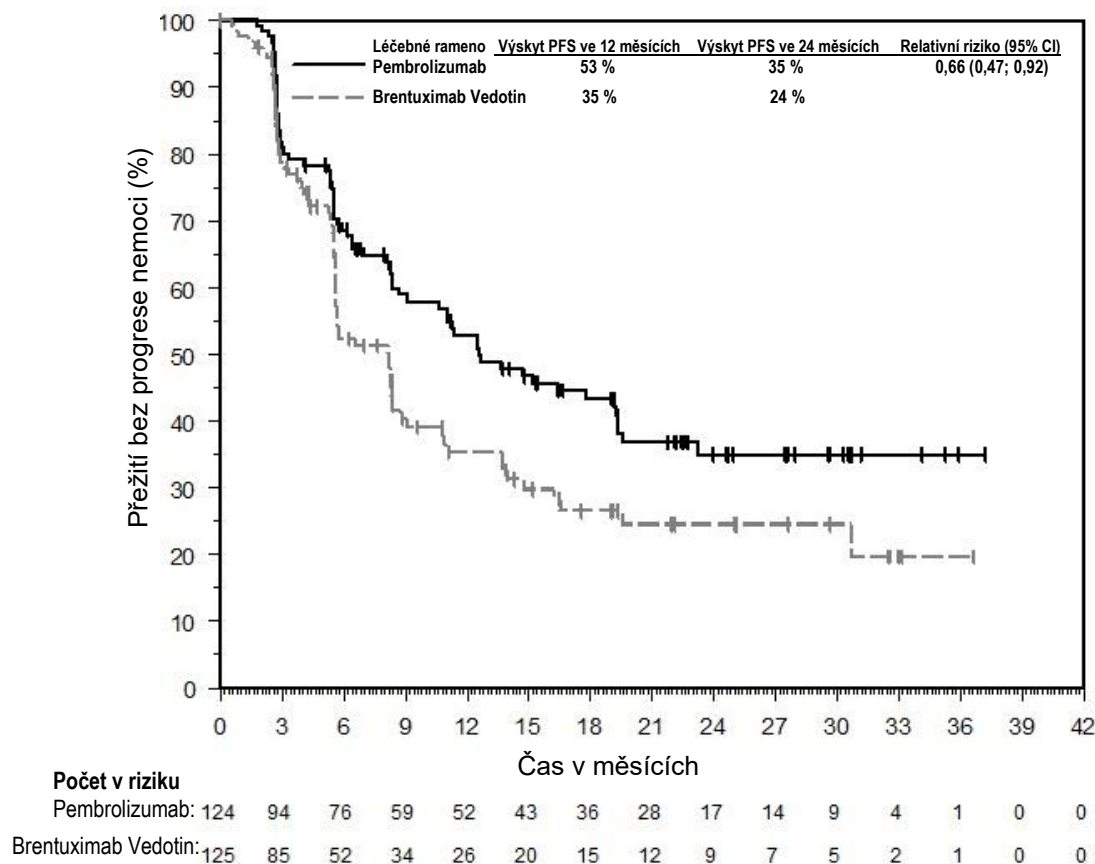 Léčebné rameno Výskyt PFS ve 12 měsících Výskyt PFS ve 24 měsících Relativní riziko (95% CI)
Pembrolizumab 53 % 35 % 0,66 (0,47; 0,92)
Brentuximab Vedotin 35 % 24 %
Přežití bez progrese nemoci (%)
100
90
80
70
60
50
40
30
20
10
0
0 3 6 9 12 15 18 21 24 27 30 33 36 39 42
Čas v měsících
Počet v riziku
Pembrolizumab: 124 94 76 59 52 43 36 28 17 14 9 4 1 0 0
Brentuximab Vedotin: 125 85 52 34 26 20 15 12 9 7 5 2 1 0 0